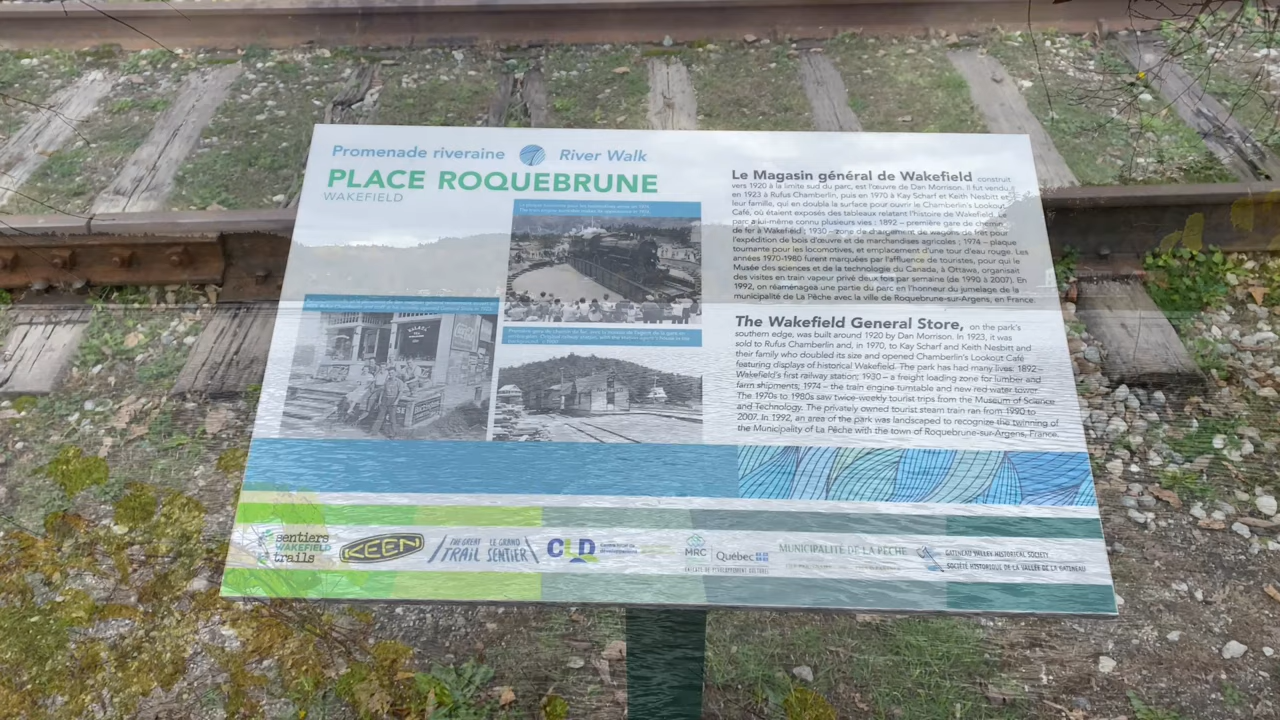 Promenade riveraine River Walk
PLACE ROQUEBRUNE
WAKEFIELD
Le Magasin général de Wakefield construit
vers 1920 à la limite sud du parc, est l'œuvre de Dan Morrison. Il fut vendu
en 1923 à Rufus Chamberlin, puis en 1970 à Kay Scharf et Keith Nesbitt et
leur famille, qui en doubla la surface pour ouvrir le Chamberlin's Lookout
Café, où étaient exposés des tableaux relatant l'histoire de Wakefield. Le
parc a lui-même connu plusieurs vies : 1892 – première gare de chemin
de fer à Wakefield ; 1930 – zone de chargement de wagons de fret pour
l'expédition de bois d'œuvre et de marchandises agricoles ; 1974 – plaque
tournante pour les locomotives, et emplacement d'une tour d'eau rouge. Les
années 1970-1980 furent marquées par l'affluence de touristes, pour qui le
Musée des sciences et de la technologie du Canada, à Ottawa, organisait
des visites en train vapeur privé deux fois par semaine (de 1990 à 2007). En
1992, on réaménagea une partie du parc en l'honneur du jumelage de la
municipalité de La Pêche avec la ville de Roquebrune-sur-Argens, en France.
The Wakefield General Store, on the park's
southern edge, was built around 1920 by Dan Morrison. In 1923, it was
sold to Rufus Chamberlin and, in 1970, to Kay Scharf and Keith Nesbitt and
their family who doubled its size and opened Chamberlin's Lookout Café
featuring displays of historical Wakefield. The park has had many lives: 1892–
Wakefield's first railway station; 1930 – a freight loading zone for lumber and
farm shipments; 1974 – the train engine turntable and new red water tower.
The 1970s to 1980s saw twice-weekly tourist trips from the Museum of Science
and Technology. The privately owned tourist steam train ran from 1990 to
2007. In 1992, an area of the park was landscaped to recognize the twinning of
the Municipality of La Pêche with the town of Roquebrune-sur-Argens, France.
sentiers
WAKEFIELD
trails
KEEN
THE GREAT
TRAIL
LE GRAND
SENTIER
CLD
MRC
Québec
MUNICIPALITÉ DE LA PÊCHE
GATINEAU VALLEY HISTORICAL SOCIETY
SOCIÉTÉ HISTORIQUE DE LA VALLÉE DE LA GATINEAU